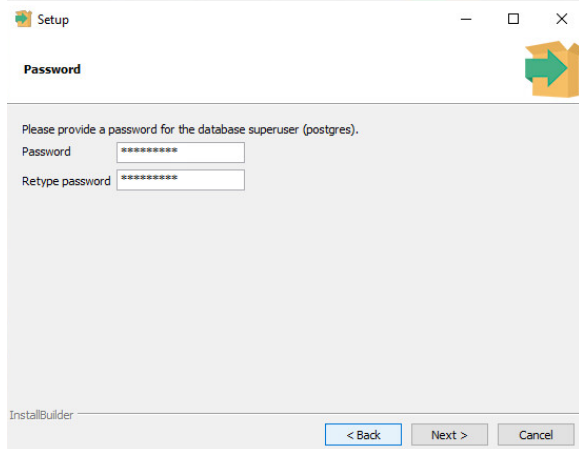 Setup
Password
Please provide a password for the database superuser (postgres).
Password *********
Retype password *********
InstallBuilder
< Back Next > Cancel